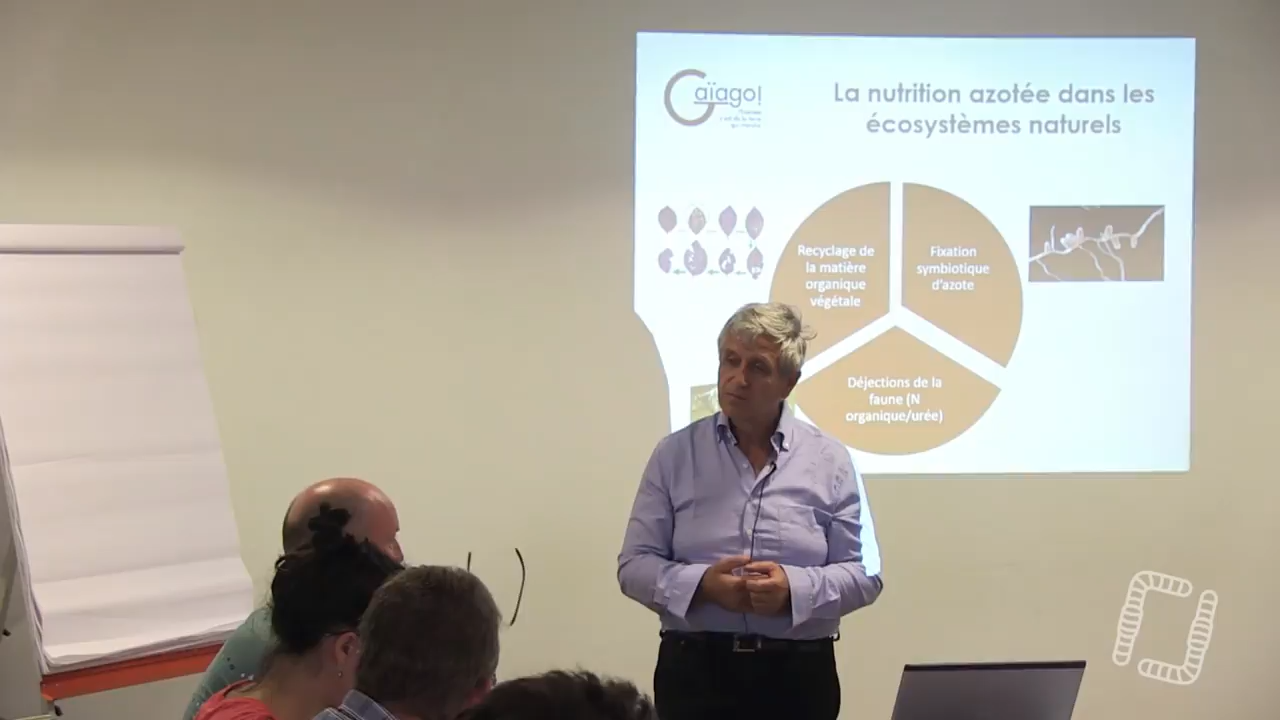 Gaïago!
La nutrition azotée dans les
écosystèmes naturels
Recyclage de
la matière
organique
végétale
Fixation
symbiotique
d'azote
Déjections de la
faune (N
organique/urée)